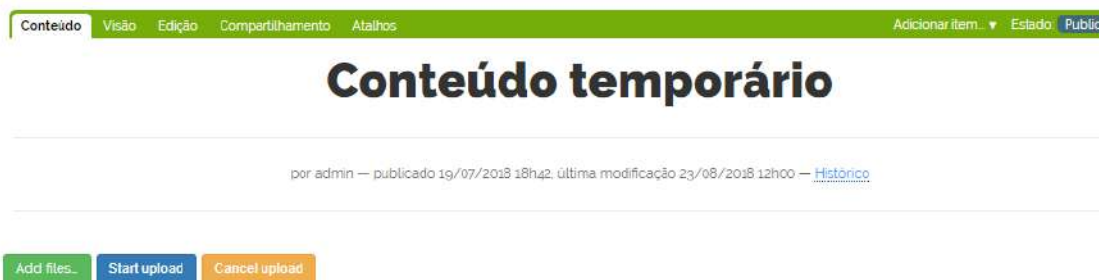 Conteúdo Visão Edição Compartilhamento Atalhos Adicionar item... ▼ Estado: Public
Conteúdo temporário
por admin — publicado 19/07/2018 18h42, última modificação 23/08/2018 12h00 — Histórico
Add files... Start upload Cancel upload